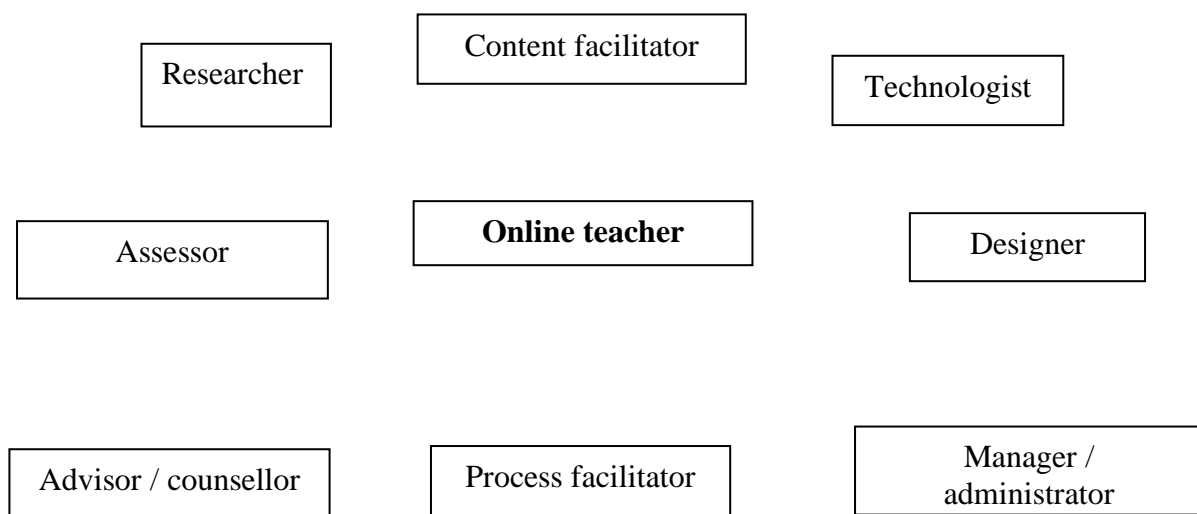 Content facilitator
Researcher
Technologist
Online teacher
Assessor
Designer
Advisor / counsellor
Process facilitator
Manager /
administrator